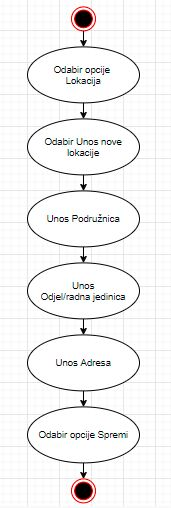 Odabir opcije
Lokacija
Odabir Unos nove
lokacije
Unos Podružnica
Unos
Odjel/radna jedinica
Unos Adresa
Odabir opcije Spremi